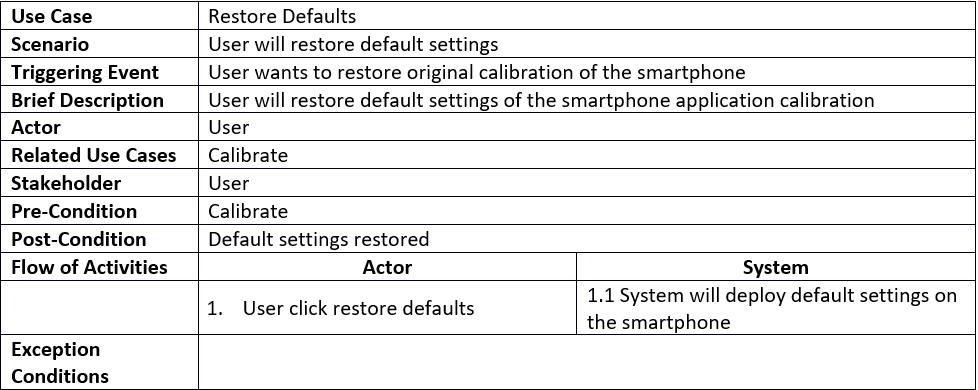 Use Case Restore Defaults
Scenario User will restore default settings
Triggering Event User wants to restore original calibration of the smartphone
Brief Description User will restore default settings of the smartphone application calibration
Actor User
Related Use Cases Calibrate
Stakeholder User
Pre-Condition Calibrate
Post-Condition Default settings restored
Flow of Activities Actor System
1. User click restore defaults
1.1 System will deploy default settings on
the smartphone
Exception
Conditions